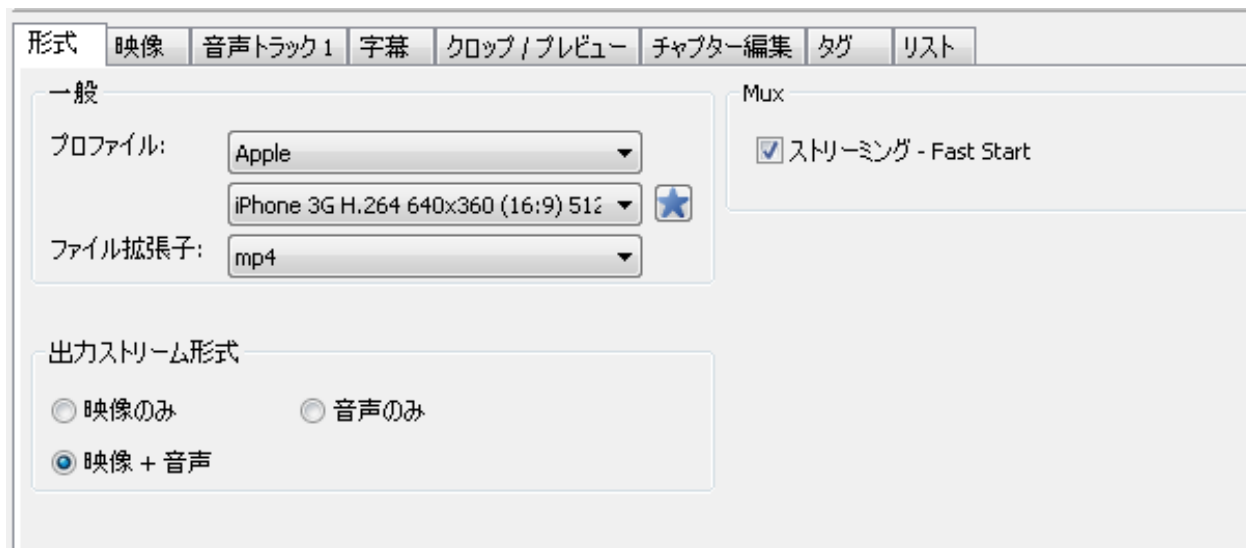 形式 映像 音声トラック 1 字幕 クロップ / プレビュー チャプター編集 タグ リスト
一般
プロファイル: Apple
iPhone 3G H.264 640x360 (16:9) 512
ファイル拡張子: mp4
Mux
ストリーミング - Fast Start
出力ストリーム形式
映像のみ 音声のみ
映像 + 音声